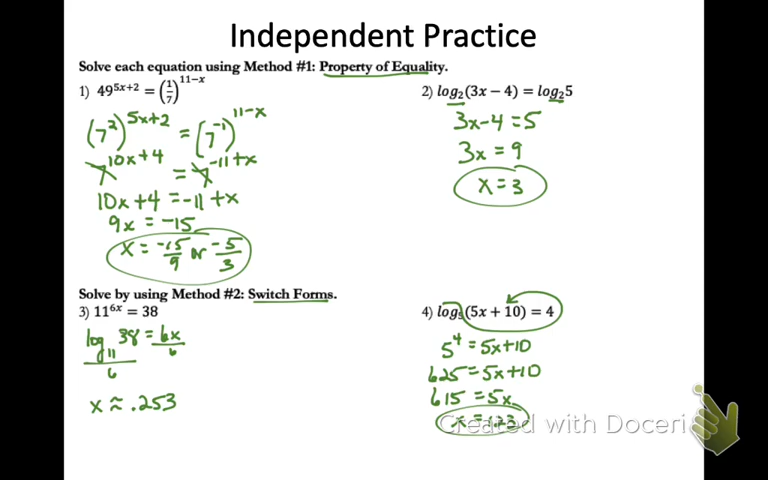 Independent Practice
Solve each equation using Method #1: Property of Equality.
1) 49^(5x+2) = (1/7)^(11−x)
(7^2)^(5x+2) = (7^-1)^(11-x)
7^(10x+4) = 7^(-11+x)
10x+4 = -11+x
9x = -15
x = -15/9 or -5/3
2) log₂(3x − 4) = log₂5
3x-4 = 5
3x = 9
x = 3
Solve by using Method #2: Switch Forms.
3) 11^(6x) = 38
log₁₁ 38 = 6x
6 6
x ≈ .253
4) log₅(5x + 10) = 4
5^4 = 5x+10
625 = 5x+10
615 = 5x
x = 123
Created with Doceri